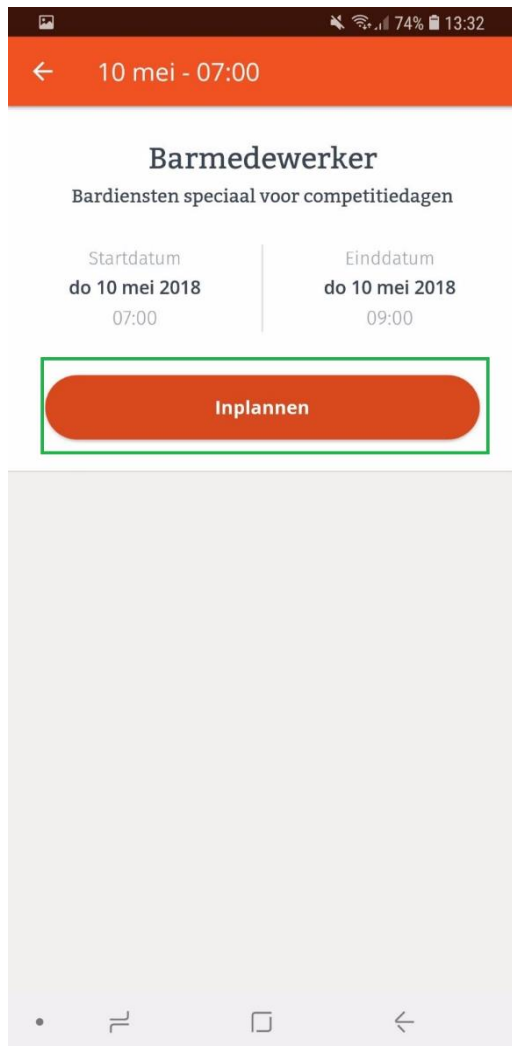 74% 13:32
10 mei - 07:00
Barmedewerker
Bardiensten speciaal voor competitiedagen
Startdatum
do 10 mei 2018
07:00
Einddatum
do 10 mei 2018
09:00
Inplannen